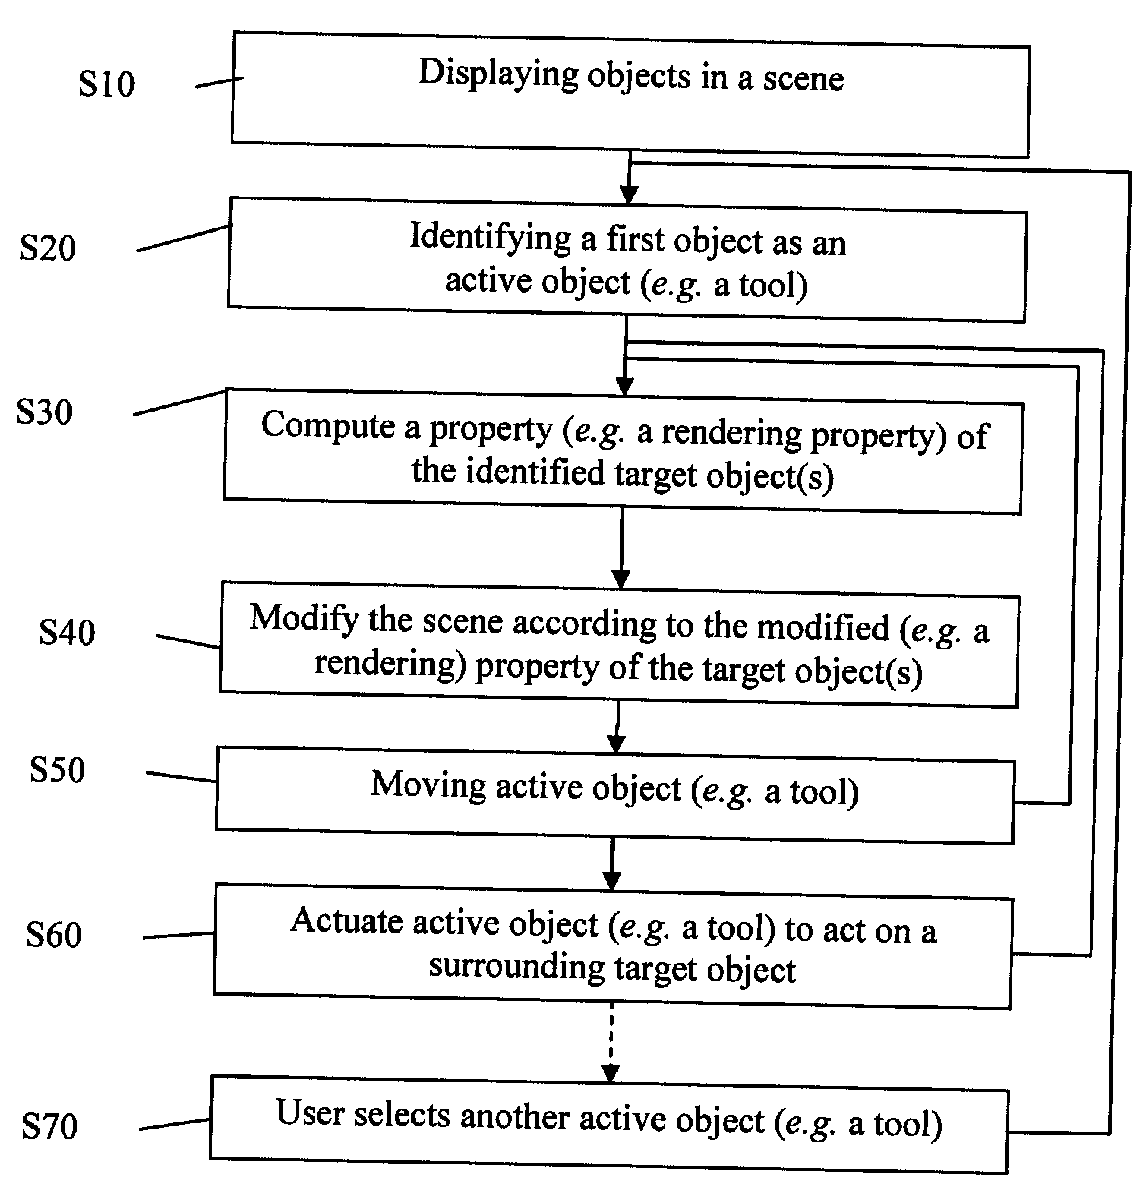 S10
Displaying objects in a scene
S20
Identifying a first object as an
active object (e.g. a tool)
S30
Compute a property (e.g. a rendering property) of
the identified target object(s)
S40
Modify the scene according to the modified (e.g. a
rendering) property of the target object(s)
S50
Moving active object (e.g. a tool)
S60
Actuate active object (e.g. a tool) to act on a
surrounding target object
S70
User selects another active object (e.g. a tool)